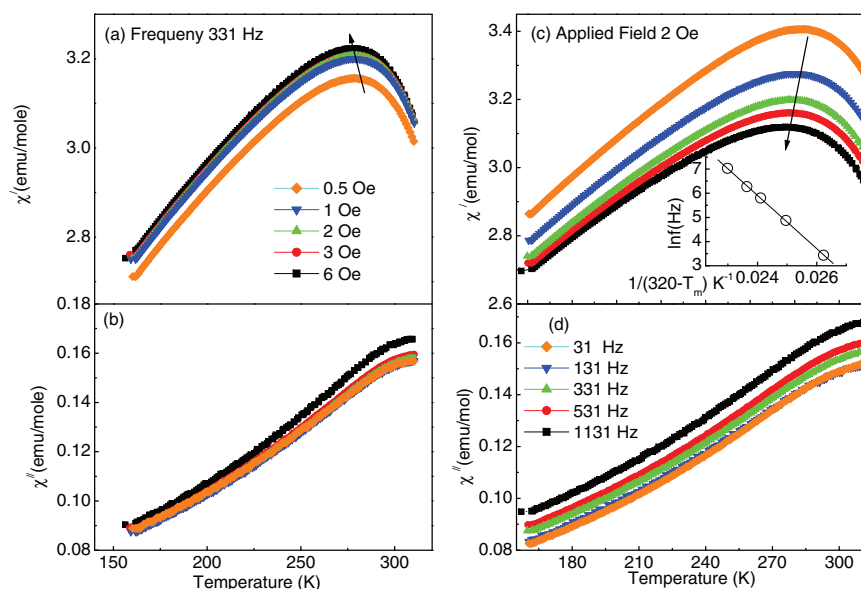 (a) Frequeny 331 Hz
3.2
3.0
2.8
0.18
χ′(emu/mole)
0.5 Oe
1 Oe
2 Oe
3 Oe
6 Oe
(b)
0.16
0.14
0.12
0.10
0.08
χ′′(emu/mole)
150
200
250
300
Temperature (K)
(c) Applied Field 2 Oe
3.4
3.2
3.0
2.8
2.6
χ′(emu/mol)
7
6
5
4
3
lnf(Hz)
0.024
0.026
1/(320-Tm) K-1
(d)
0.16
0.14
0.12
0.10
0.08
χ′′(emu/mol)
31 Hz
131 Hz
331 Hz
531 Hz
1131 Hz
180
210
240
270
300
Temperature (K)